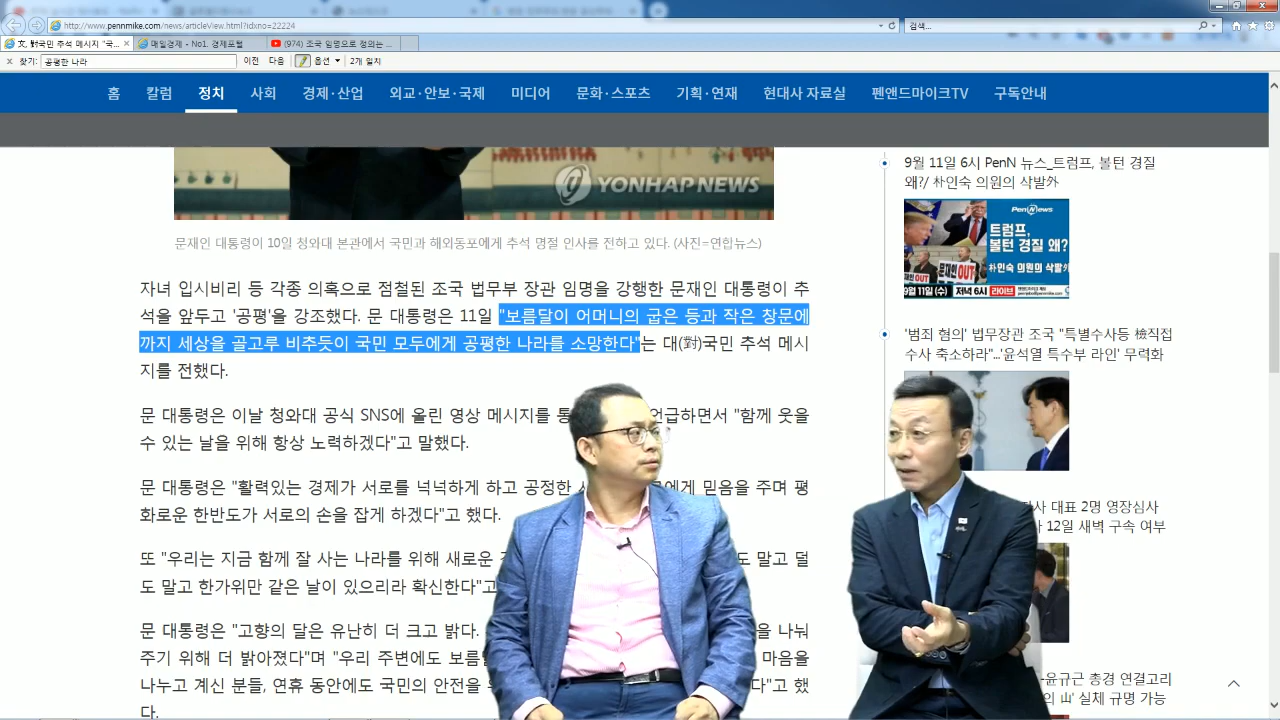 http://www.pennmike.com/news/articleView.html?idxno=22224
검색...
文, 對국민 추석 메시지 "국...
매일경제 - No1. 경제포털
(974) 조국 임명으로 정의는 ...
찾기: 공평한 나라 이전 다음 옵션 2개 일치
홈 칼럼 정치 사회 경제·산업 외교·안보·국제 미디어 문화·스포츠 기획·연재 현대사 자료실 펜앤드마이크TV 구독안내
YONHAP NEWS
문재인 대통령이 10일 청와대 본관에서 국민과 해외동포에게 추석 명절 인사를 전하고 있다. (사진=연합뉴스)
자녀 입시비리 등 각종 의혹으로 점철된 조국 법무부 장관 임명을 강행한 문재인 대통령이 추
석을 앞두고 '공평'을 강조했다. 문 대통령은 11일 "보름달이 어머니의 굽은 등과 작은 창문에
까지 세상을 골고루 비추듯이 국민 모두에게 공평한 나라를 소망한다"는 대(對)국민 추석 메시
지를 전했다.
문 대통령은 이날 청와대 공식 SNS에 올린 영상 메시지를 통 언급하면서 "함께 웃을
수 있는 날을 위해 항상 노력하겠다"고 말했다.
문 대통령은 "활력있는 경제가 서로를 넉넉하게 하고 공정한 에게 믿음을 주며 평
화로운 한반도가 서로의 손을 잡게 하겠다"고 했다.
또 "우리는 지금 함께 잘 사는 나라를 위해 새로운 도 말고 덜
도 말고 한가위만 같은 날이 있으리라 확신한다"고
문 대통령은 "고향의 달은 유난히 더 크고 밝다. 을 나눠
주기 위해 더 밝아졌다"며 "우리 주변에도 보름 마음을
나누고 계신 분들, 연휴 동안에도 국민의 안전을 다"고 했
다.
9월 11일 6시 PenN 뉴스_트럼프, 볼턴 경질
왜?/ 朴인숙 의원의 삭발外
PenN news
트럼프,
볼턴 경질 왜?
朴인숙 의원의 삭발外
문재인 OUT
9월 11일 (수) 저녁 6시 라이브
'범죄 혐의' 법무장관 조국 "특별수사등 檢직접
수사 축소하라"...'윤석열 특수부 라인' 무력화
사 대표 2명 영장심사
12일 새벽 구속 여부
-윤규근 총경 연결고리
의 山' 실체 규명 가능